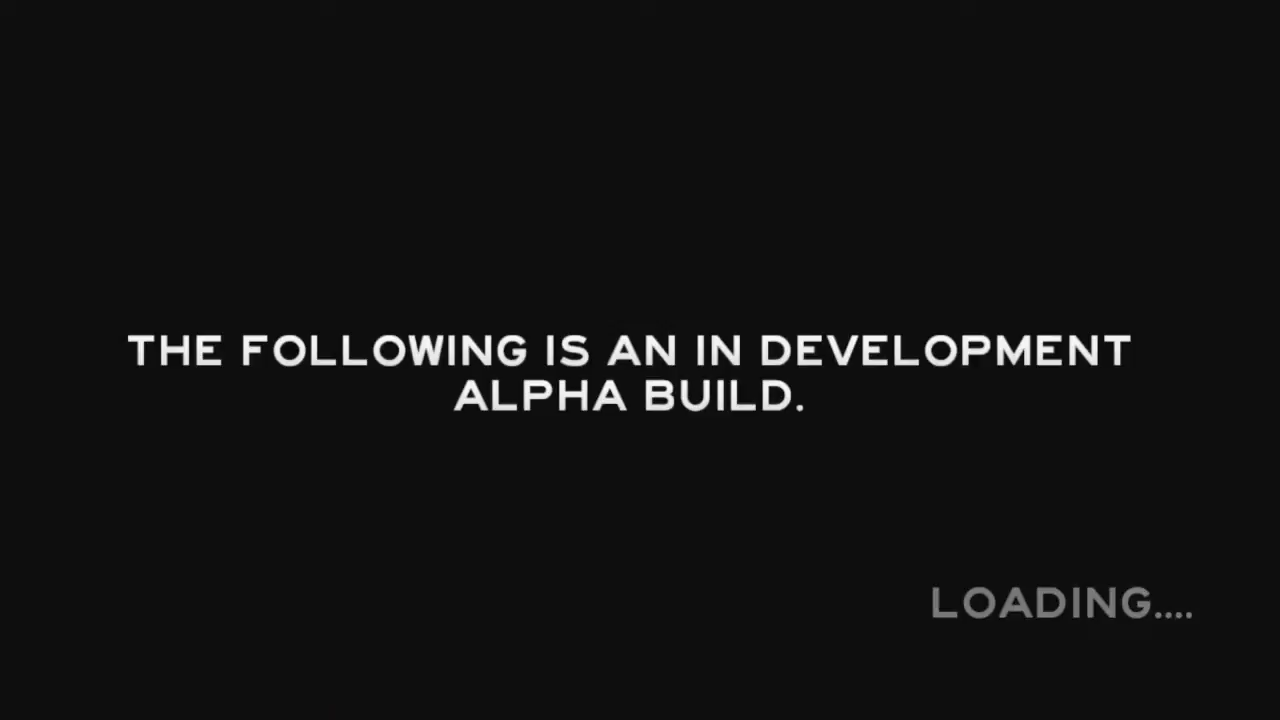 THE FOLLOWING IS AN IN DEVELOPMENT
ALPHA BUILD.
LOADING....